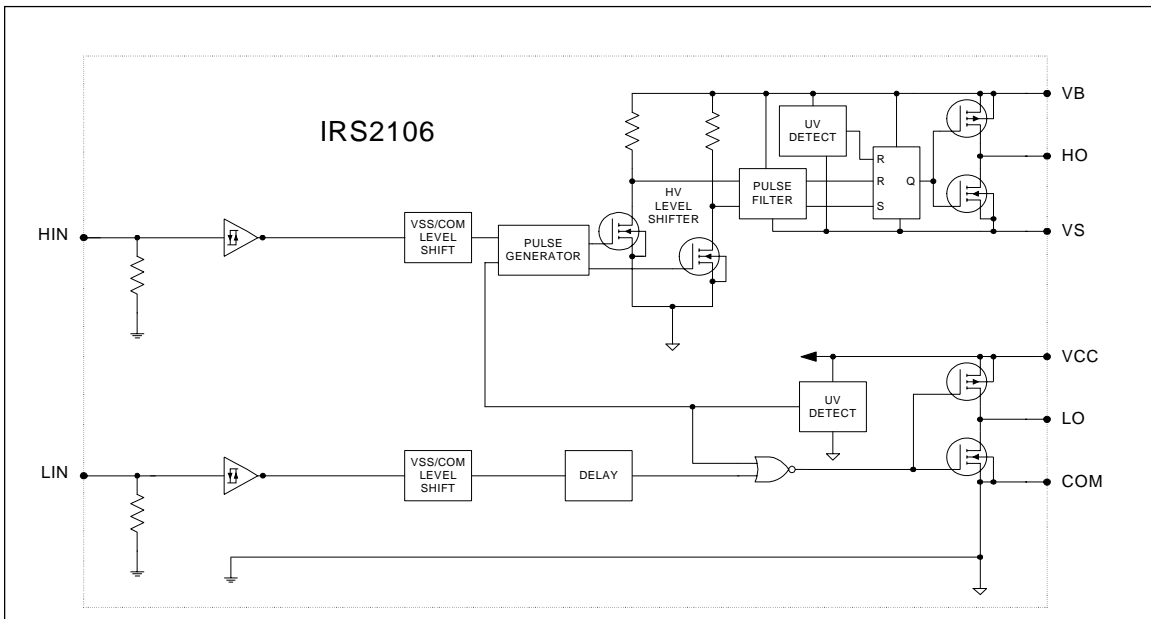 IRS2106
VB
UV
DETECT
HO
R
R
S
Q
PULSE
FILTER
HV
LEVEL
SHIFTER
VS
HIN
VSS/COM
LEVEL
SHIFT
PULSE
GENERATOR
VCC
UV
DETECT
LO
LIN
VSS/COM
LEVEL
SHIFT
DELAY
COM